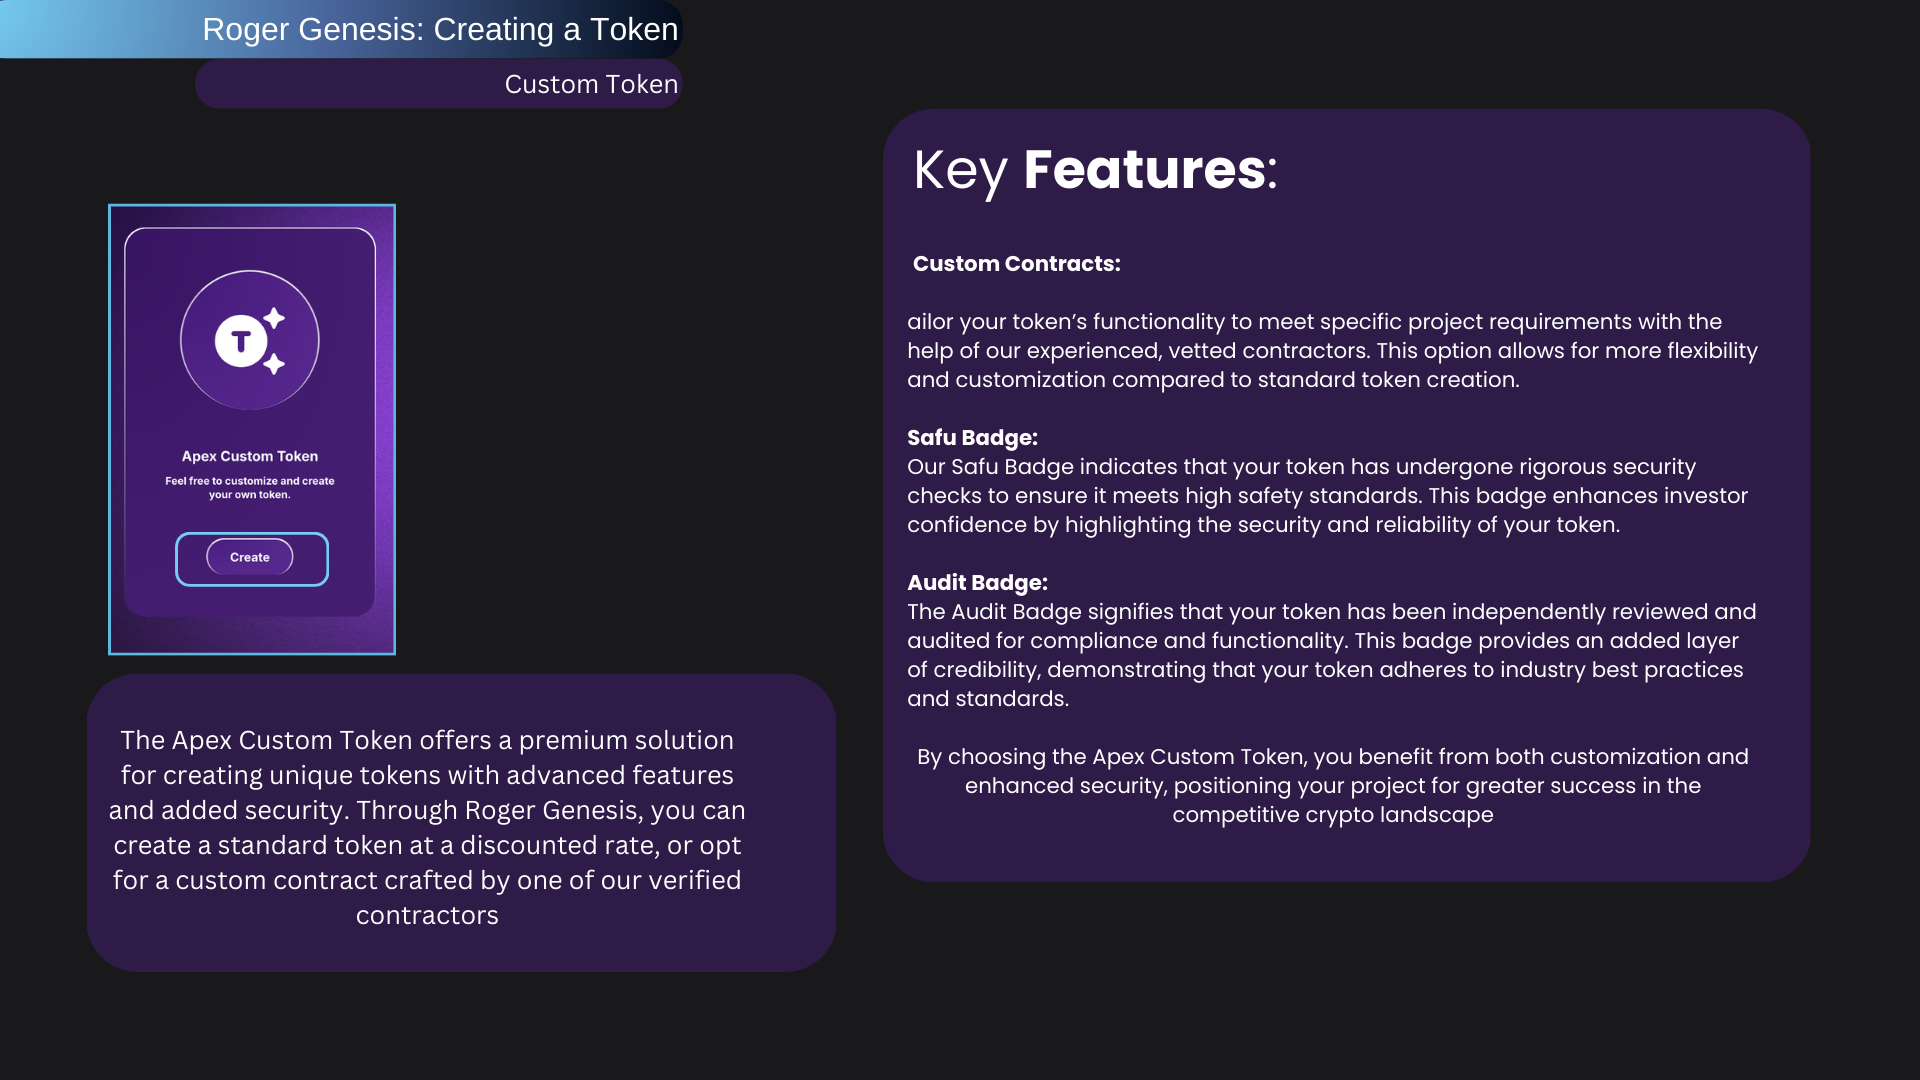 Roger Genesis: Creating a Token
Custom Token
T
Apex Custom Token
Feel free to customize and create
your own token.
Create
The Apex Custom Token offers a premium solution
for creating unique tokens with advanced features
and added security. Through Roger Genesis, you can
create a standard token at a discounted rate, or opt
for a custom contract crafted by one of our verified
contractors
Key Features:
Custom Contracts:
ailor your token’s functionality to meet specific project requirements with the
help of our experienced, vetted contractors. This option allows for more flexibility
and customization compared to standard token creation.
Safu Badge:
Our Safu Badge indicates that your token has undergone rigorous security
checks to ensure it meets high safety standards. This badge enhances investor
confidence by highlighting the security and reliability of your token.
Audit Badge:
The Audit Badge signifies that your token has been independently reviewed and
audited for compliance and functionality. This badge provides an added layer
of credibility, demonstrating that your token adheres to industry best practices
and standards.
By choosing the Apex Custom Token, you benefit from both customization and
enhanced security, positioning your project for greater success in the
competitive crypto landscape